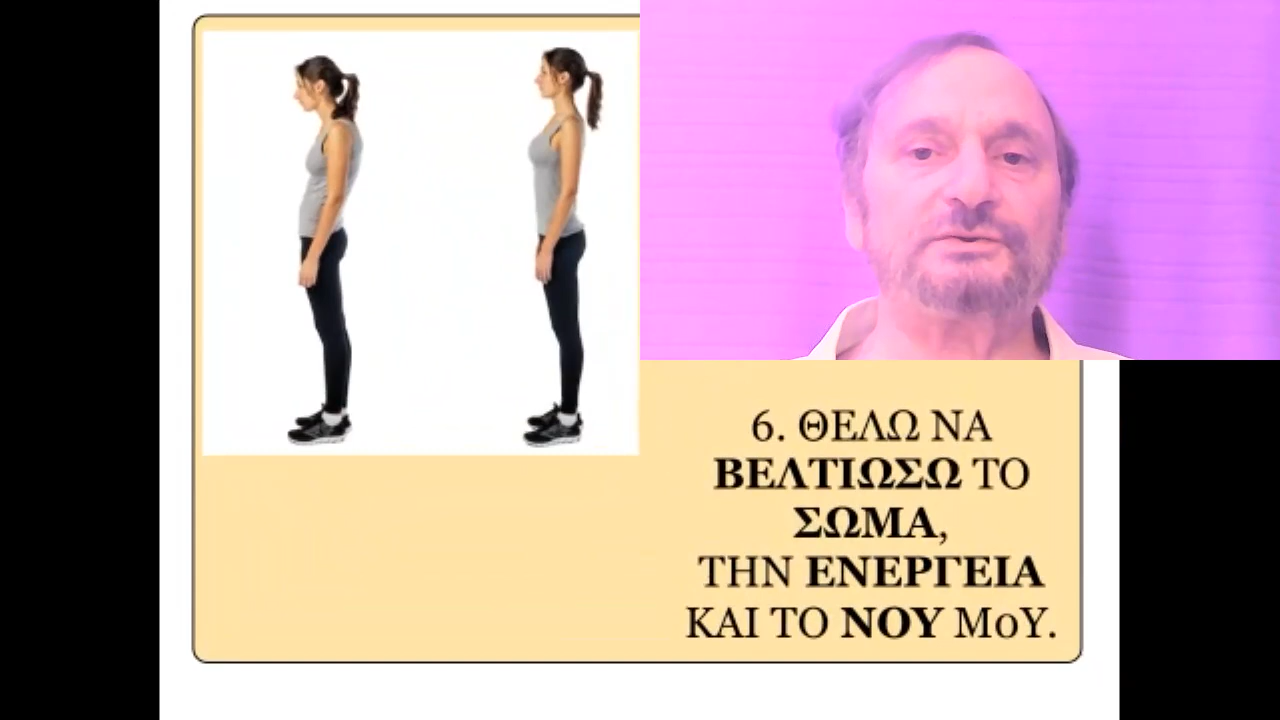 6. ΘΕΛΩ ΝΑ
ΒΕΛΤΙΩΣΩ ΤΟ
ΣΩΜΑ,
ΤΗΝ ΕΝΕΡΓΕΙΑ
ΚΑΙ ΤΟ ΝΟΥ ΜοΥ.